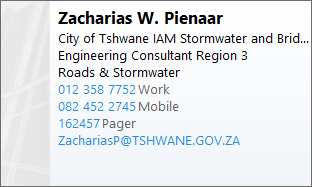 Zacharias W. Pienaar
City of Tshwane IAM Stormwater and Brid...
Engineering Consultant Region 3
Roads & Stormwater
012 358 7752 Work
082 452 2745 Mobile
162457 Pager
ZachariasP@TSHWANE.GOV.ZA